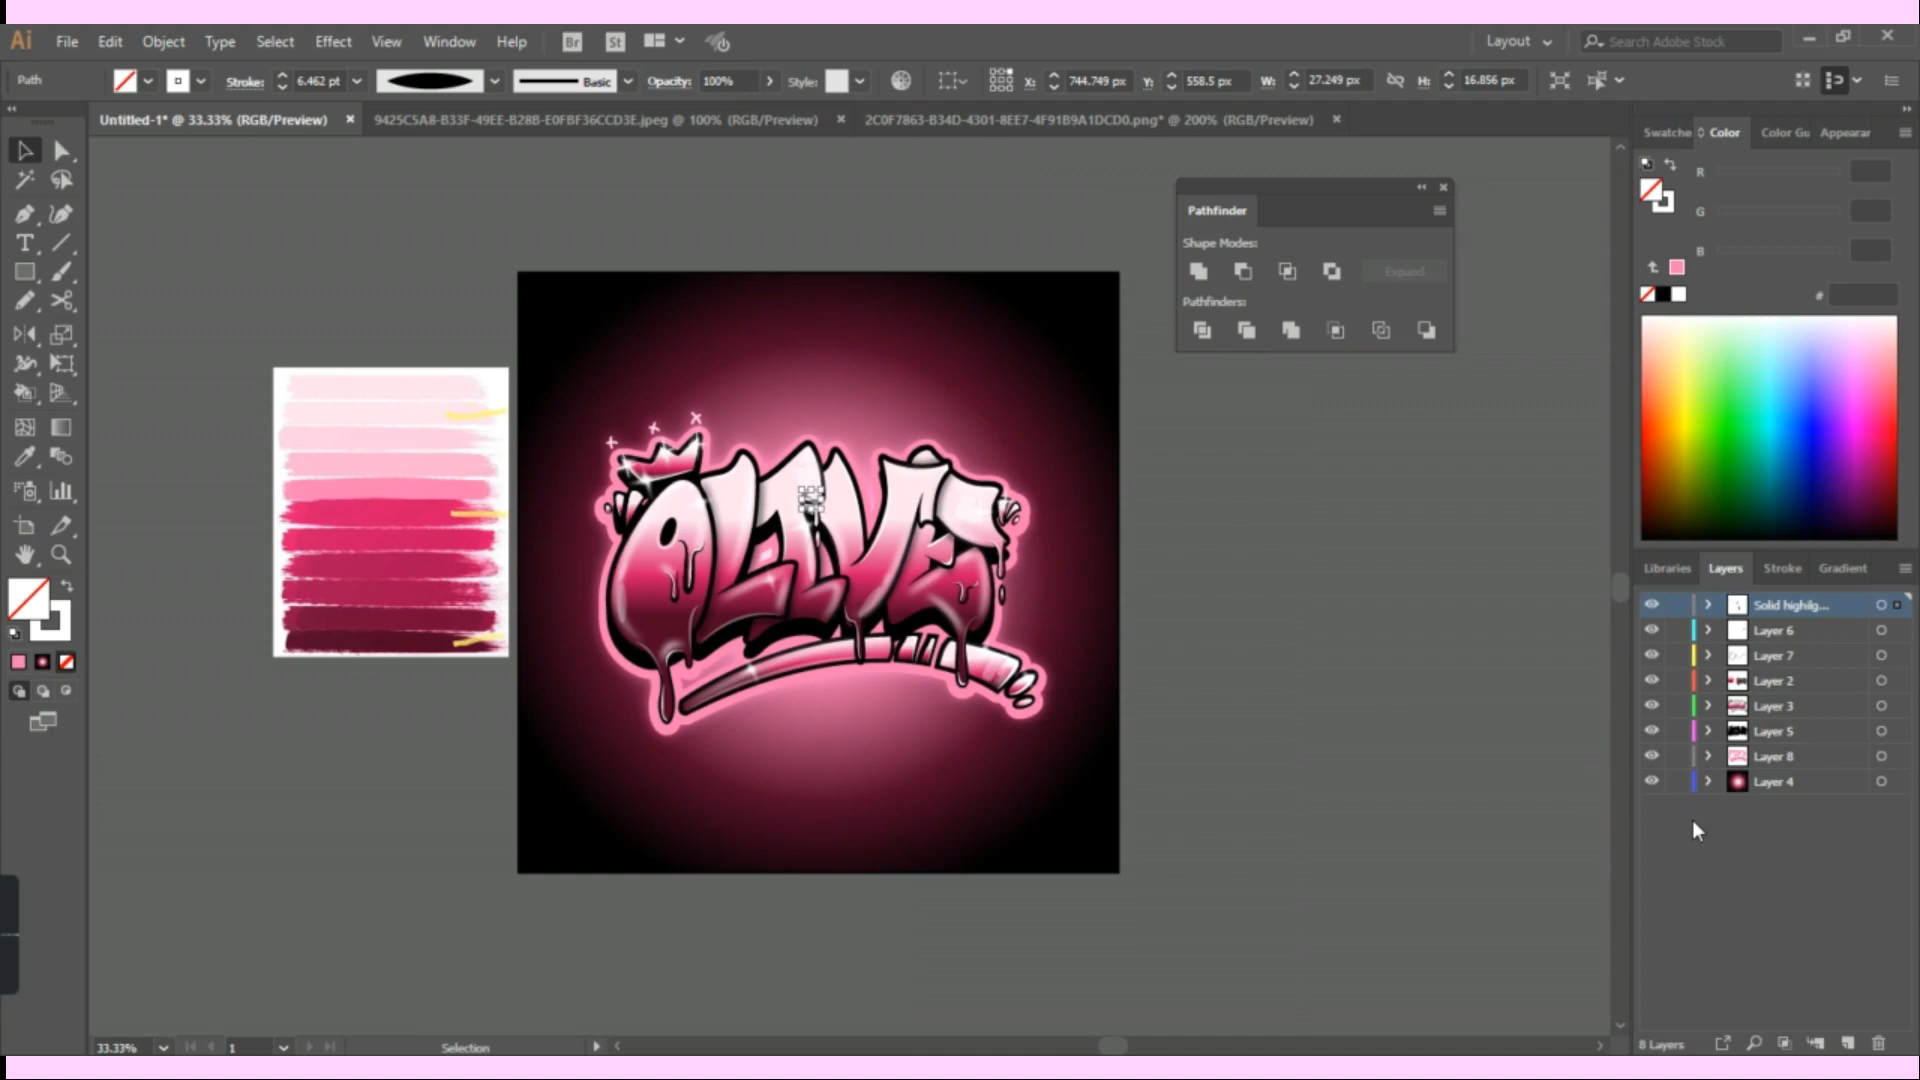 Ai File Edit Object Type Select Effect View Window Help Br St Layout Search Adobe Stock
Path Stroke: 6.462 pt Basic Opacity: 100% Style: X: 744.749 px Y: 558.5 px W: 27.249 px H: 16.856 px
Untitled-1* @ 33.33% (RGB/Preview) 9425C5A8-B33F-49EE-B28B-E0FBF36CCD3E.jpeg @ 100% (RGB/Preview) 2C0F7863-B34D-4301-8EE7-4F91B9A1DCD0.png* @ 200% (RGB/Preview)
Swatche Color Color Gu Appearar
R
G
B
#
Pathfinder
Shape Modes:
Expand
Pathfinders:
OLIVE
Libraries Layers Stroke Gradient
Solid highilg...
Layer 6
Layer 7
Layer 2
Layer 3
Layer 5
Layer 8
Layer 4
33.33% 1 Selection 8 Layers